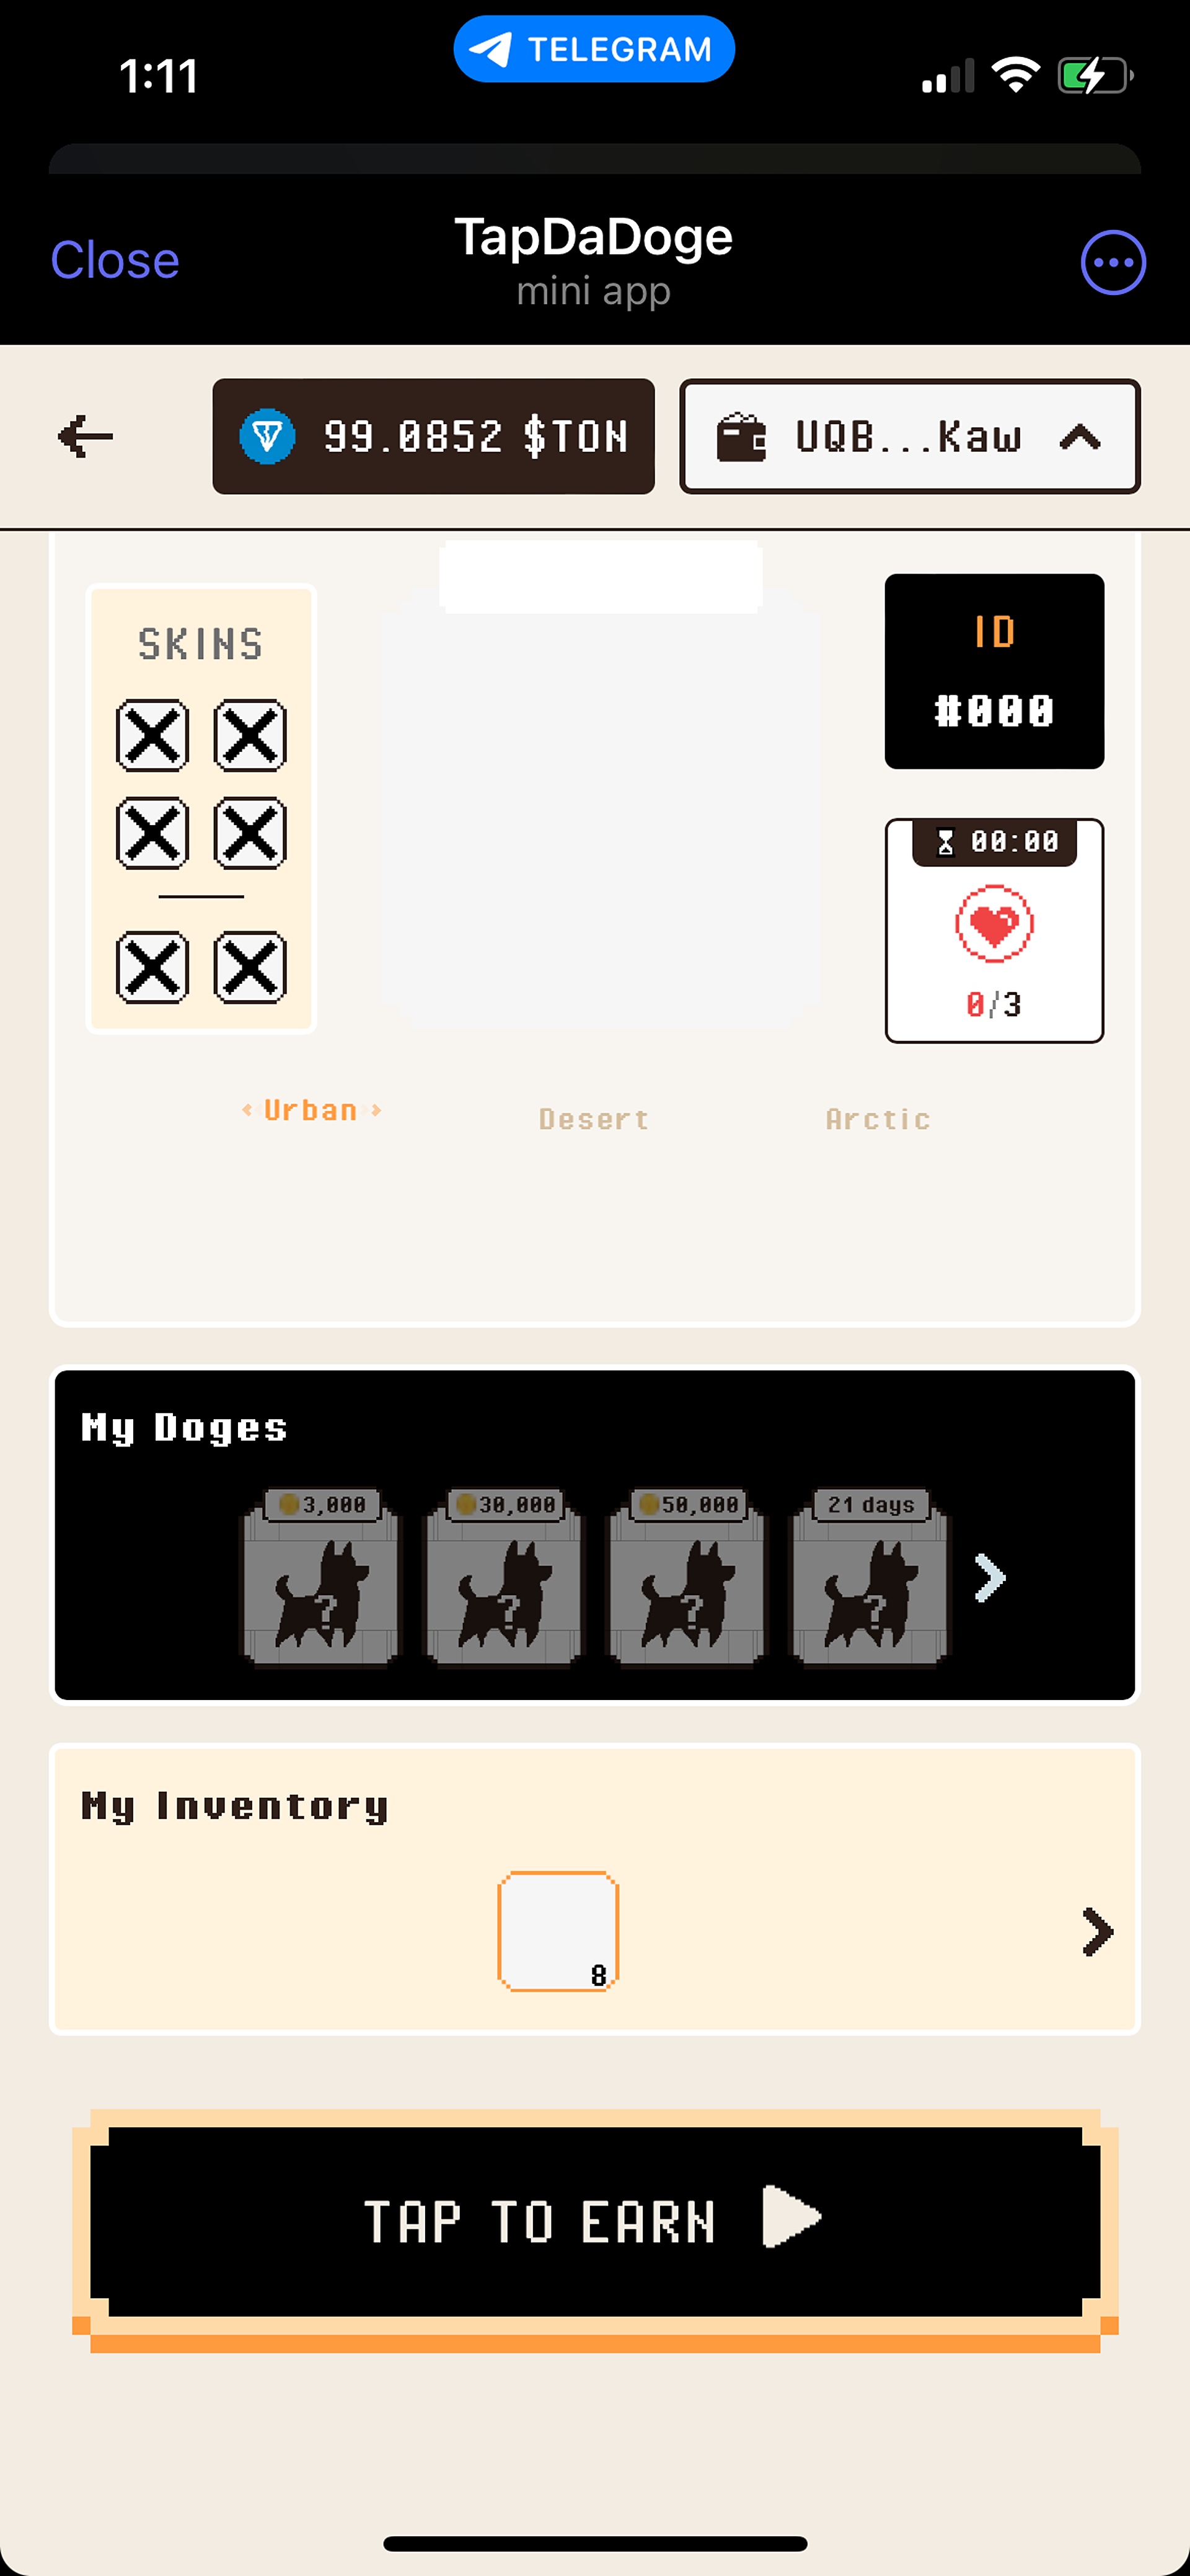 1:11
TELEGRAM
Close
TapDaDoge
mini app
99.0852 $TON
UQB...Kaw
SKINS
ID
#000
00:00
0/3
Urban
Desert
Arctic
My Doges
3,000
30,000
50,000
21 days
?
?
?
?
My Inventory
8
TAP TO EARN